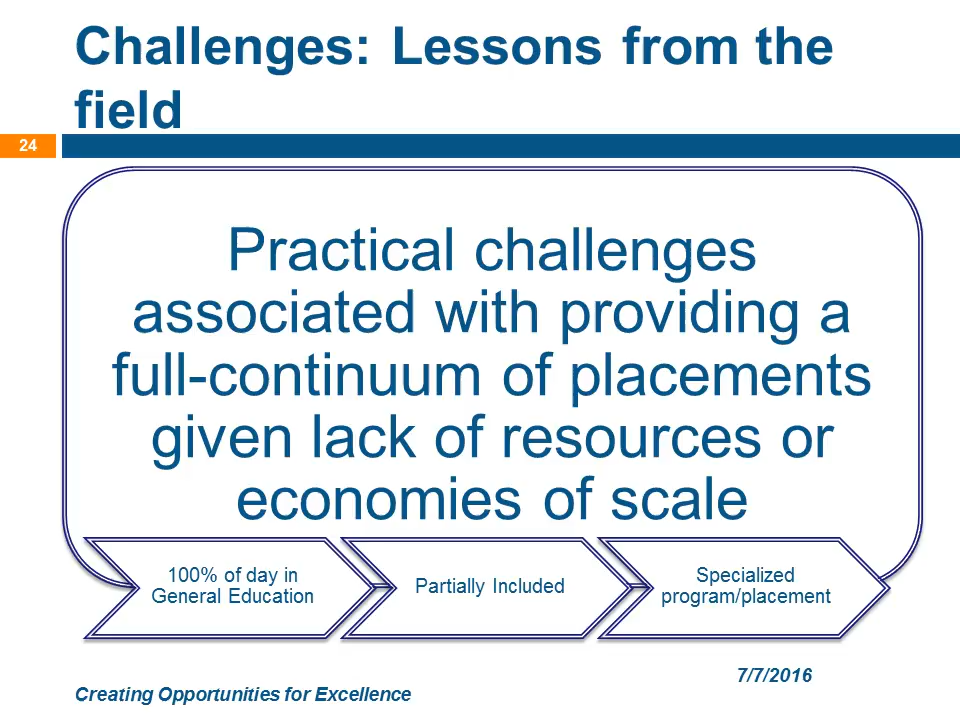 Challenges: Lessons from the
field
24
Practical challenges
associated with providing a
full-continuum of placements
given lack of resources or
economies of scale
100% of day in
General Education
Partially Included
Specialized
program/placement
7/7/2016
Creating Opportunities for Excellence